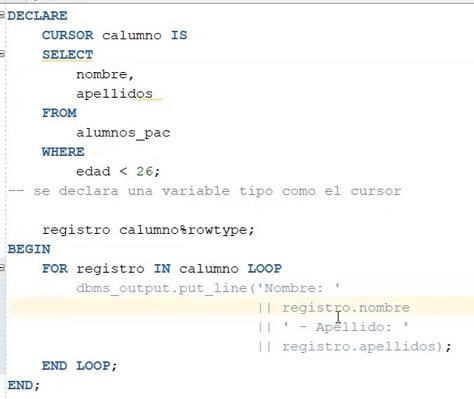 DECLARE
CURSOR calumno IS
SELECT
nombre,
apellidos
FROM
alumnos_pac
WHERE
edad < 26;
-- se declara una variable tipo como el cursor
registro calumno%rowtype;
BEGIN
FOR registro IN calumno LOOP
dbms_output.put_line('Nombre: '
|| registro.nombre
|| ' - Apellido: '
|| registro.apellidos);
END LOOP;
END;